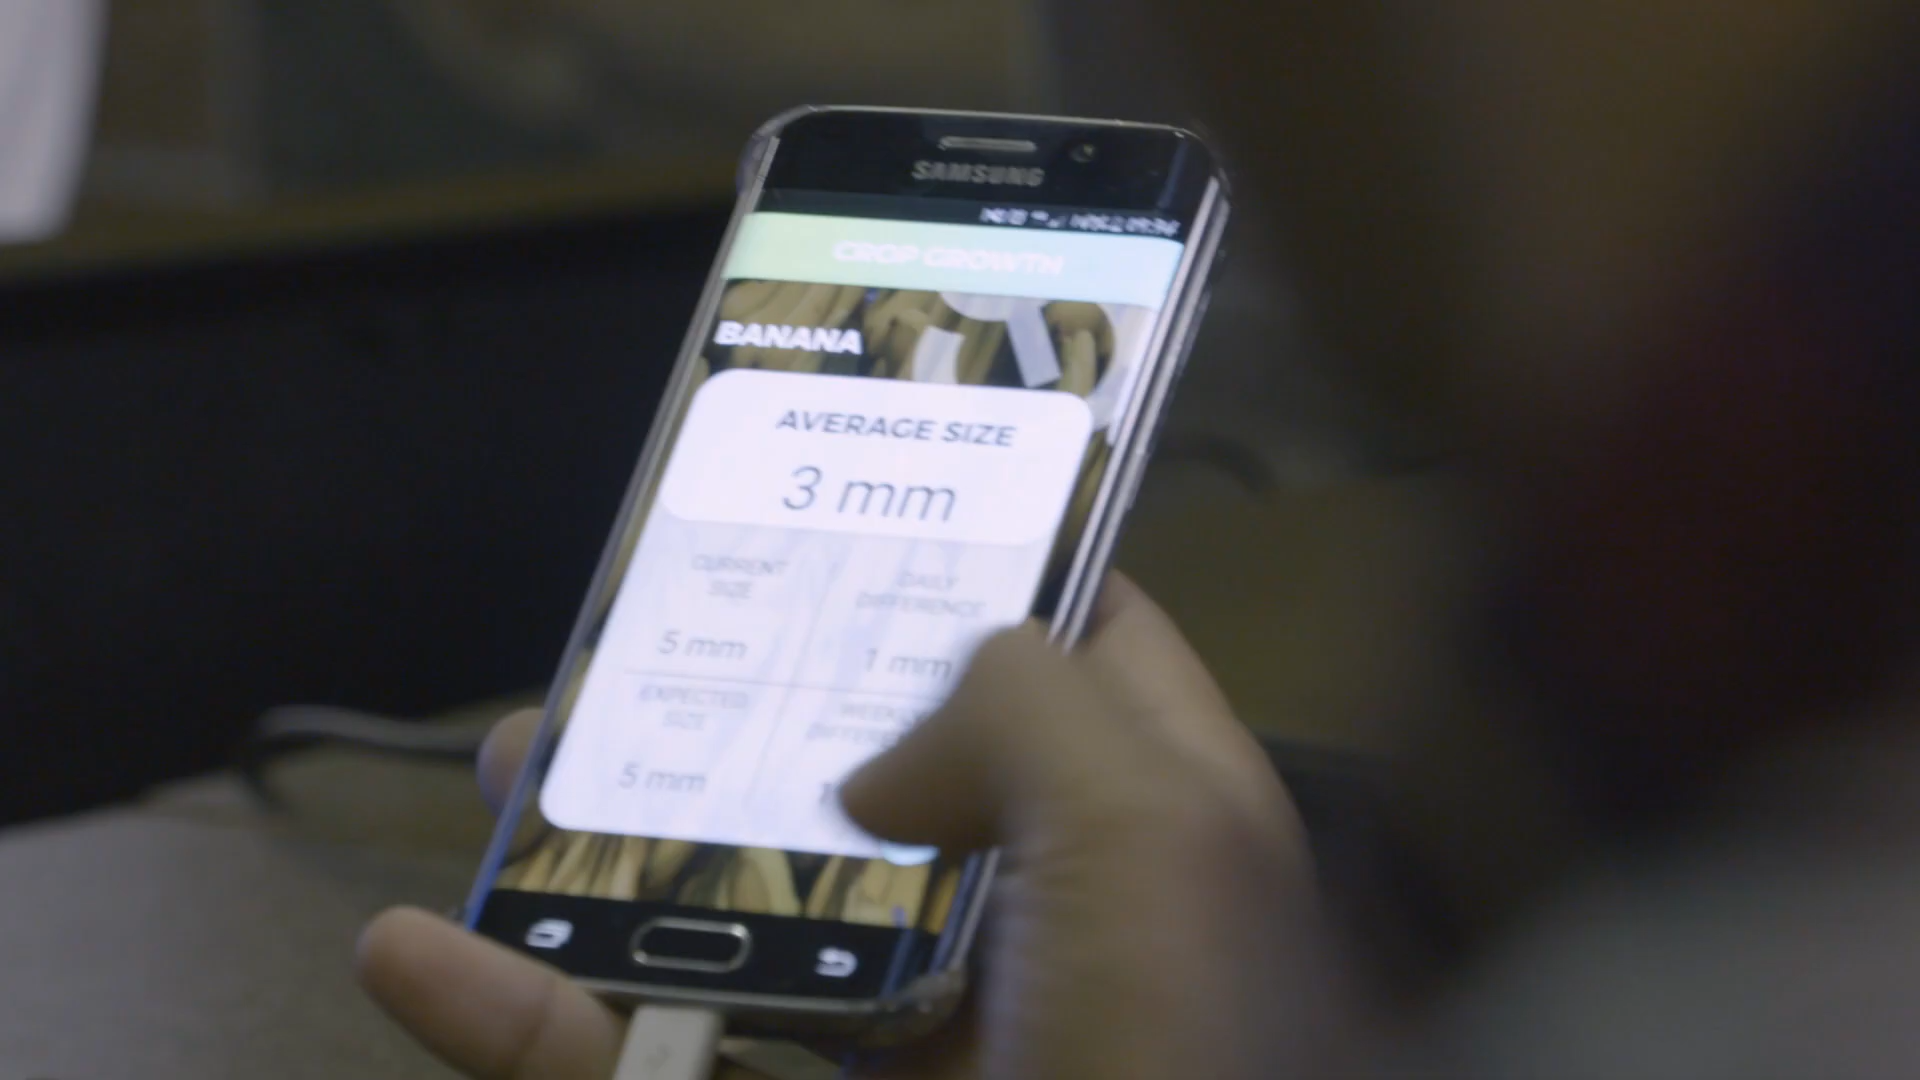 SAMSUNG
CROP GROWTH
BANANA
AVERAGE SIZE
3 mm
CURRENT
SIZE
DAILY
DIFFERENCE
5 mm
1 mm
EXPECTED
SIZE
5 mm